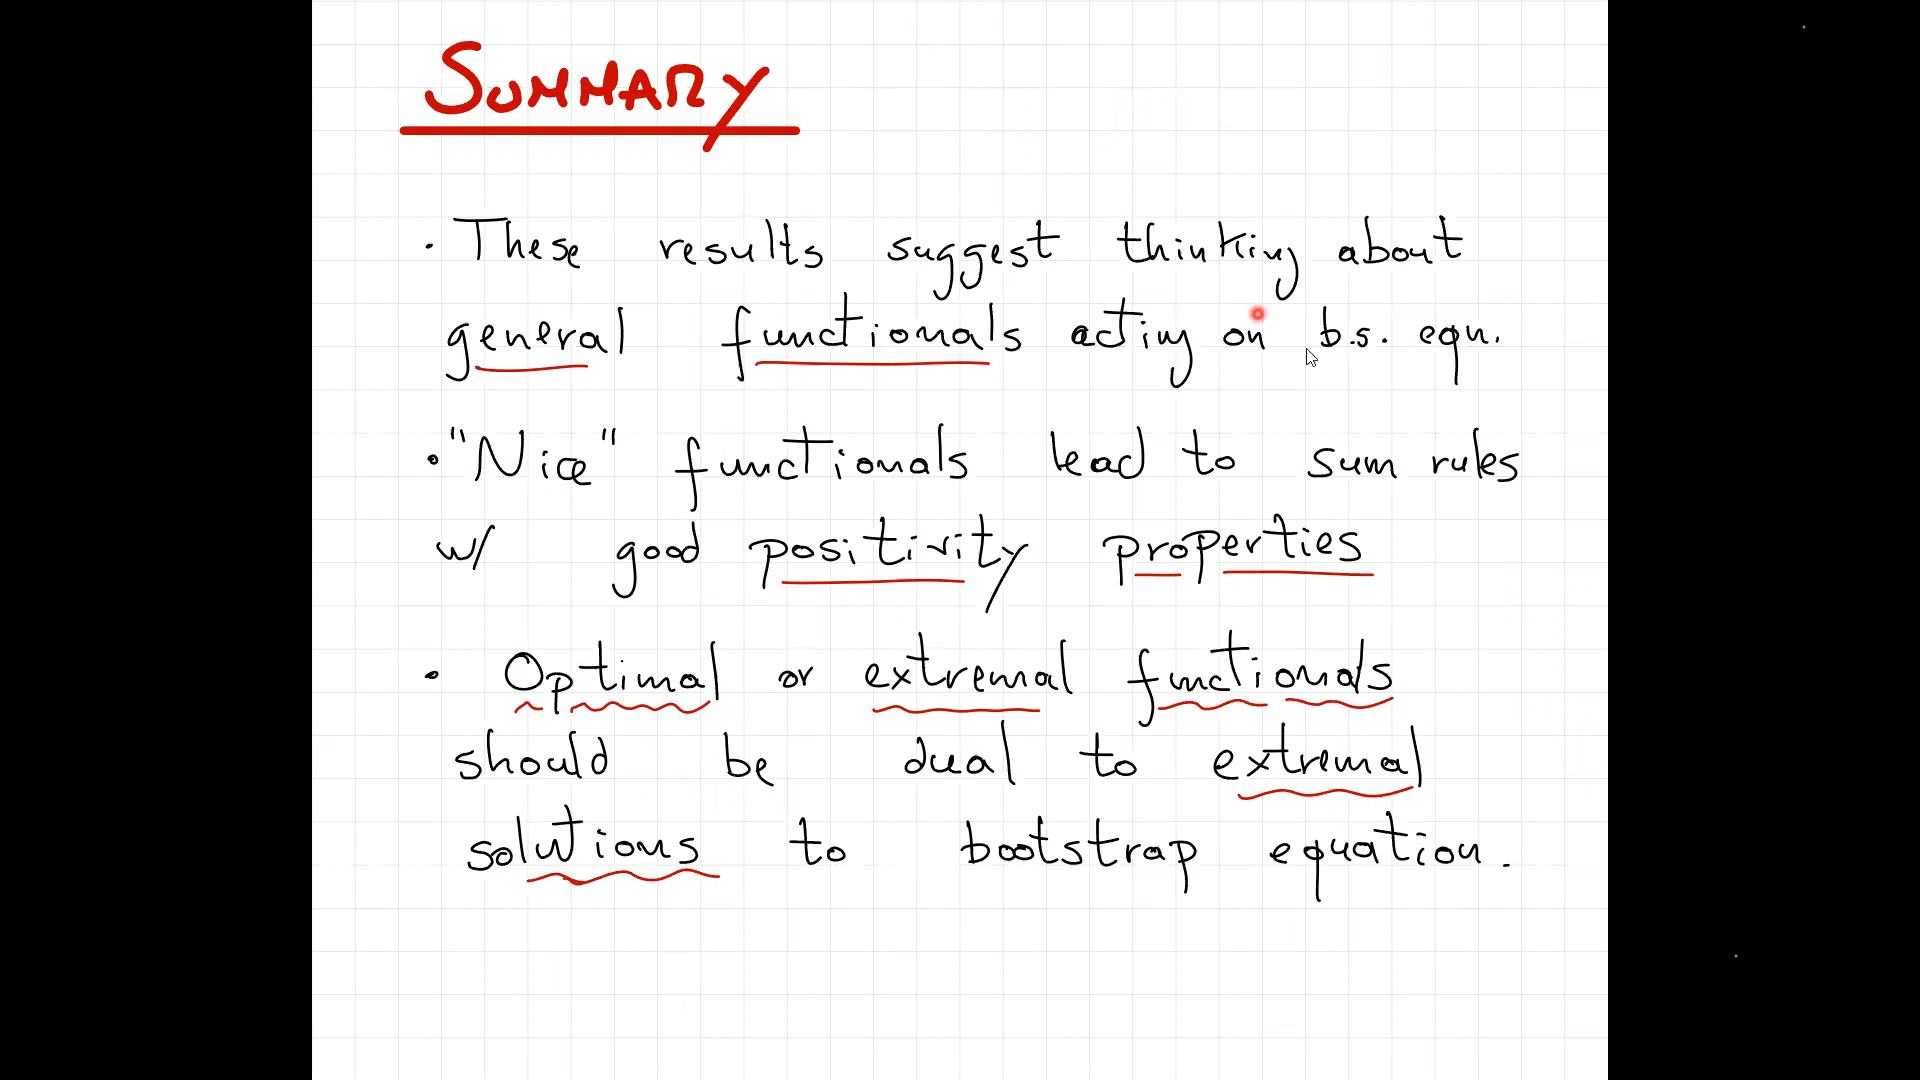 SUMMARY
· These results suggest thinking about
general functionals acting on b.s. eqn.
· "Nice" functionals lead to sum rules
w/ good positivity properties
· Optimal or extremal functionals
should be dual to extremal
solutions to bootstrap equation.